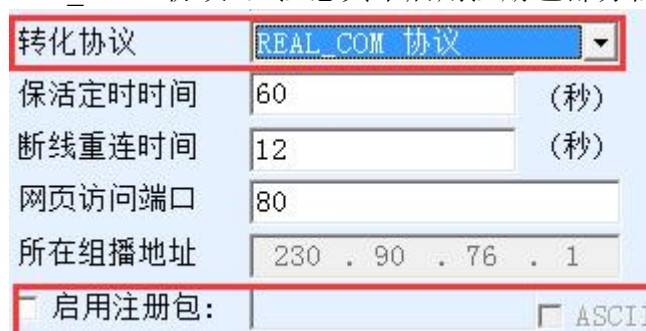 转化协议 REAL_COM 协议
保活定时时间 60 (秒)
断线重连时间 12 (秒)
网页访问端口 80
所在组播地址 230 . 90 . 76 . 1
启用注册包: ASCII